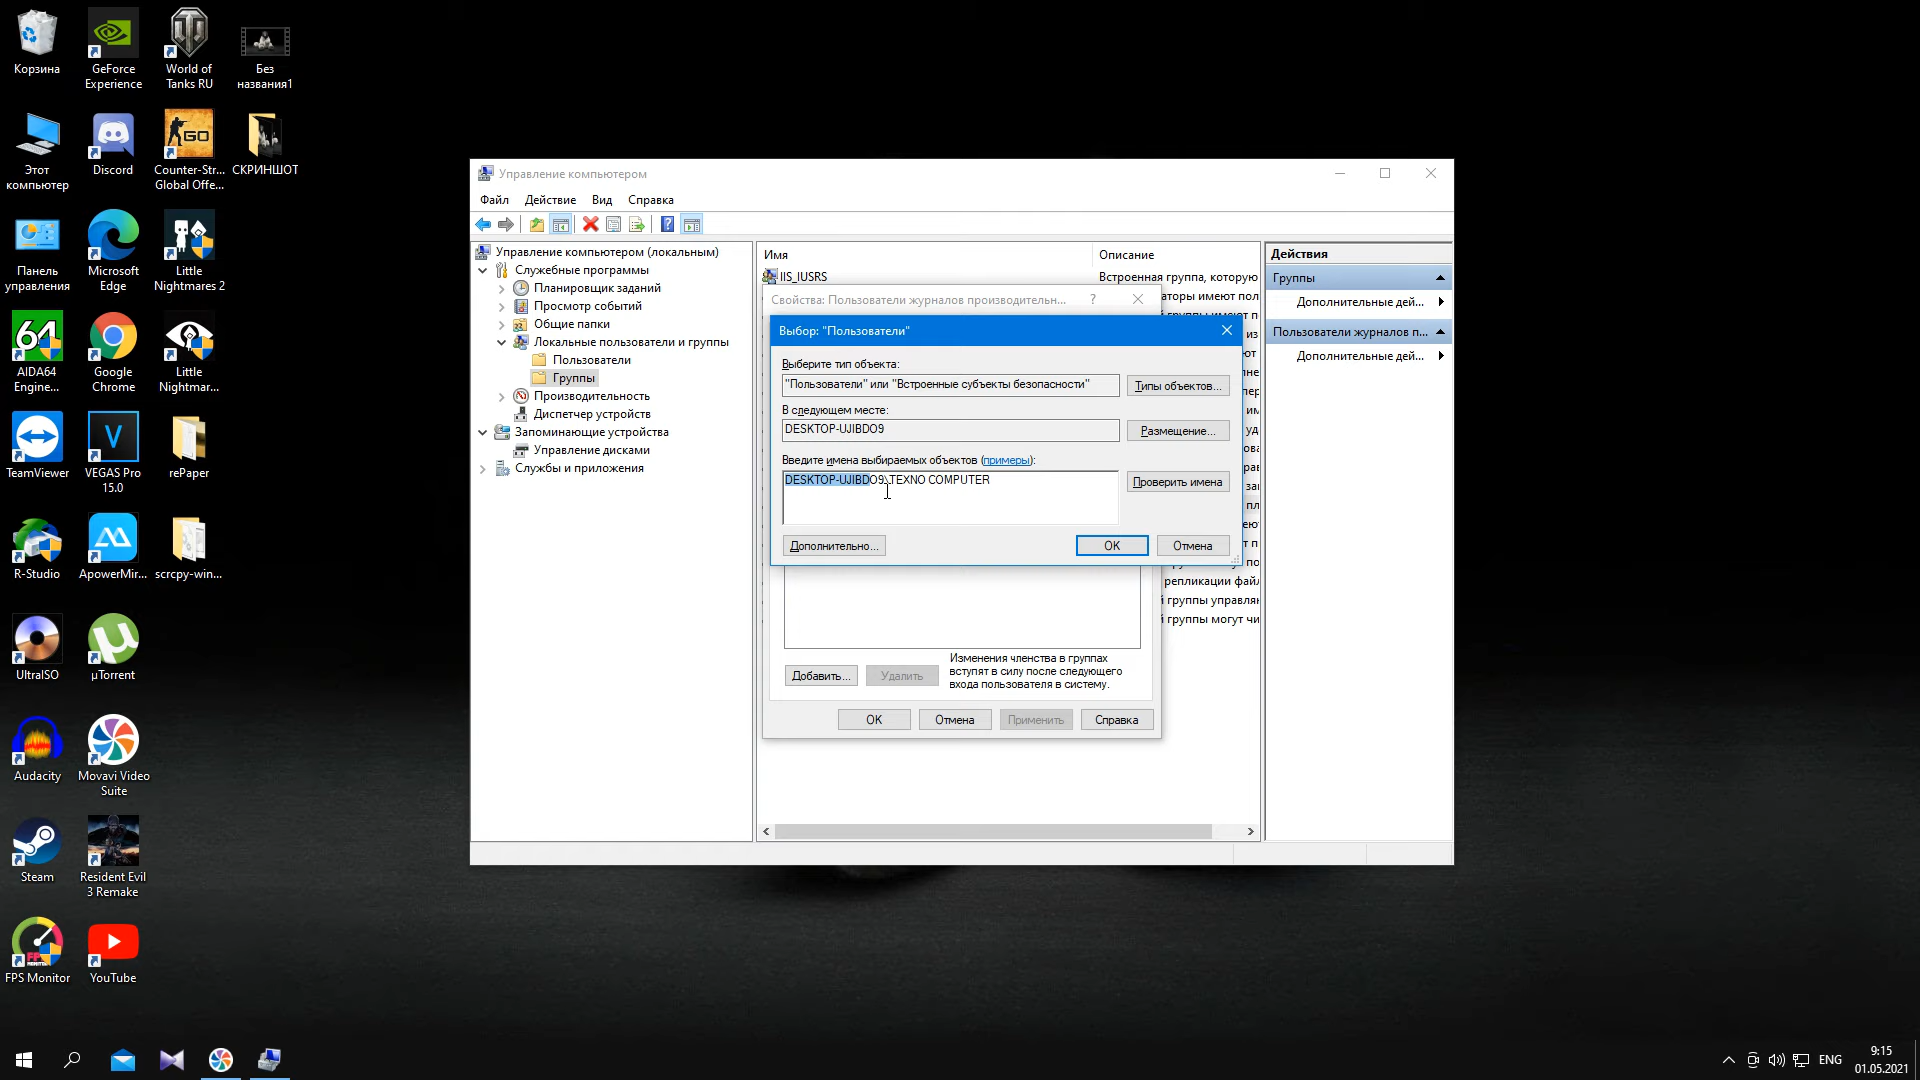 Корзина
GeForce
Experience
World of
Tanks RU
Без
названия1
Этот
компьютер
Discord
Counter-Str...
Global Offe...
СКРИНШОТ
Панель
управления
Microsoft
Edge
Little
Nightmares 2
AIDA64
Engine...
Google
Chrome
Little
Nightmar...
TeamViewer
VEGAS Pro
15.0
rePaper
R-Studio
ApowerMir...
scrcpy-win...
UltraISO
µTorrent
Audacity
Movavi Video
Suite
Steam
Resident Evil
3 Remake
FPS Monitor
YouTube
Управление компьютером
Файл Действие Вид Справка
Управление компьютером (локальным)
Служебные программы
Планировщик заданий
Просмотр событий
Общие папки
Локальные пользователи и группы
Пользователи
Группы
Производительность
Диспетчер устройств
Запоминающие устройства
Управление дисками
Службы и приложения
Имя Описание
IIS_IUSRS Встроенная группа, которую
Свойства: Пользователи журналов производительн... ?
Выбор: "Пользователи"
Выберите тип объекта:
"Пользователи" или "Встроенные субъекты безопасности"
Типы объектов...
В следующем месте:
DESKTOP-UJIBDO9
Размещение...
Введите имена выбираемых объектов (примеры):
DESKTOP-UJIBDO9\TEXNO COMPUTER
Проверить имена
Дополнительно... OK Отмена
репликации файл
й группы управлян
й группы могут чи
Добавить... Удалить
Изменения членства в группах
вступят в силу после следующего
входа пользователя в систему.
OK Отмена Применить Справка
Действия
Группы
Дополнительные дей...
Пользователи журналов п...
Дополнительные дей...
ENG
9:15
01.05.2021